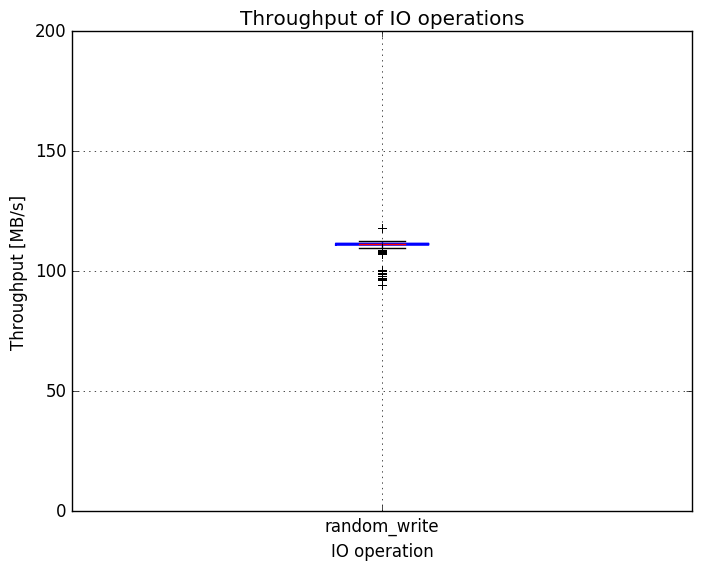 Throughput of IO operations
200
150
100
50
0
Throughput [MB/s]
random_write
IO operation